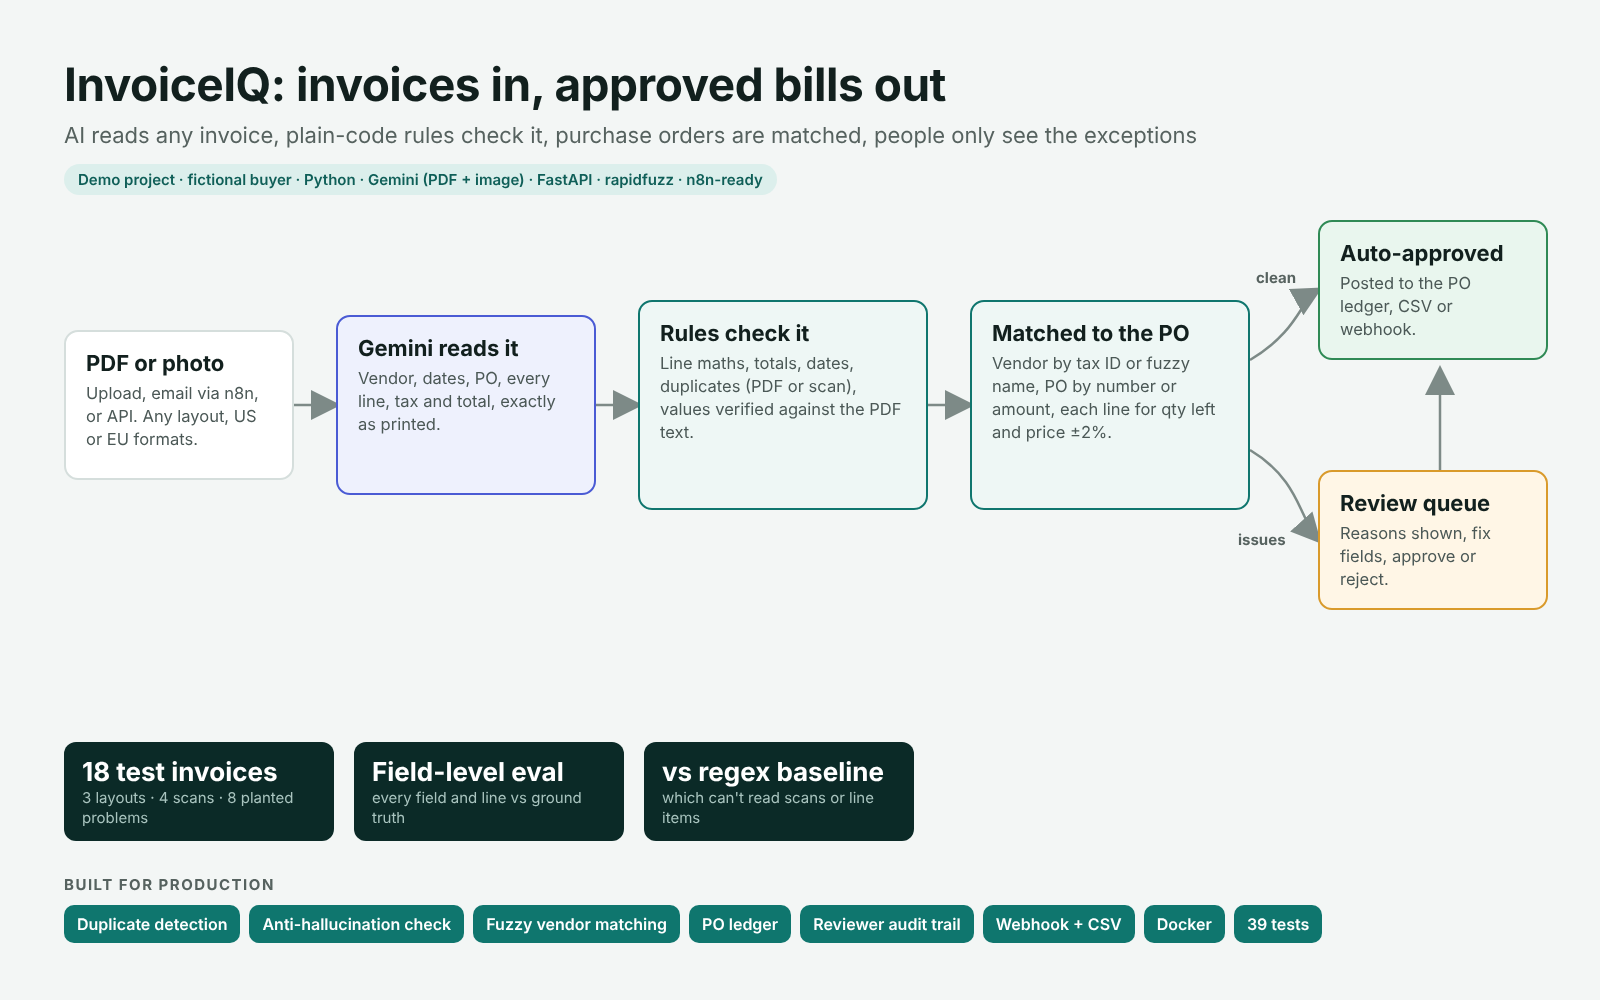 InvoiceIQ: invoices in, approved bills out
AI reads any invoice, plain-code rules check it, purchase orders are matched, people only see the exceptions
Demo project · fictional buyer · Python · Gemini (PDF + image) · FastAPI · rapidfuzz · n8n-ready
PDF or photo
Upload, email via n8n,
or API. Any layout, US
or EU formats.
Gemini reads it
Vendor, dates, PO, every
line, tax and total, exactly
as printed.
Rules check it
Line maths, totals, dates,
duplicates (PDF or scan),
values verified against the PDF
text.
Matched to the PO
Vendor by tax ID or fuzzy
name, PO by number or
amount, each line for qty left
and price ±2%.
clean
Auto-approved
Posted to the PO
ledger, CSV or
webhook.
issues
Review queue
Reasons shown, fix
fields, approve or
reject.
18 test invoices
3 layouts · 4 scans · 8 planted
problems
Field-level eval
every field and line vs ground
truth
vs regex baseline
which can't read scans or line
items
BUILT FOR PRODUCTION
Duplicate detection
Anti-hallucination check
Fuzzy vendor matching
PO ledger
Reviewer audit trail
Webhook + CSV
Docker
39 tests